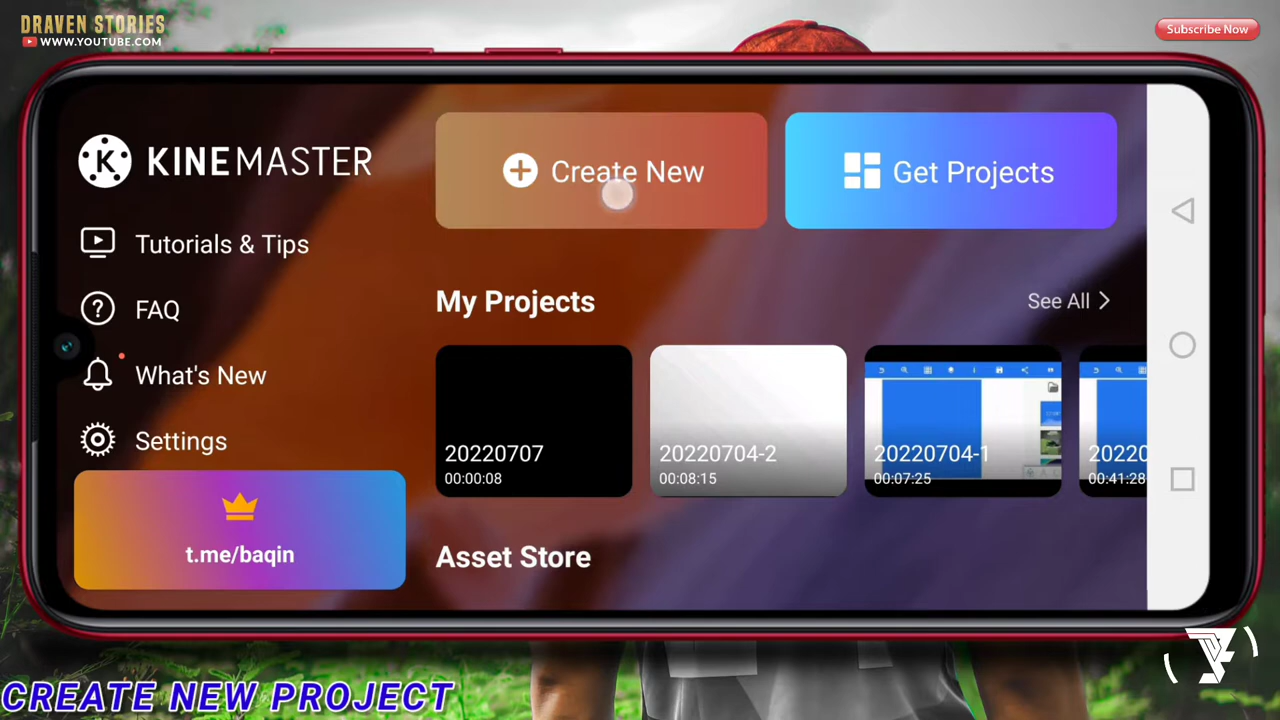 DRAVEN STORIES
WWW.YOUTUBE.COM
Subscribe Now
K KINEMASTER
Create New
Get Projects
Tutorials & Tips
FAQ
What's New
Settings
t.me/baqin
My Projects
See All
20220707
00:00:08
20220704-2
00:08:15
20220704-1
00:07:25
20220
00:41:28
Asset Store
CREATE NEW PROJECT